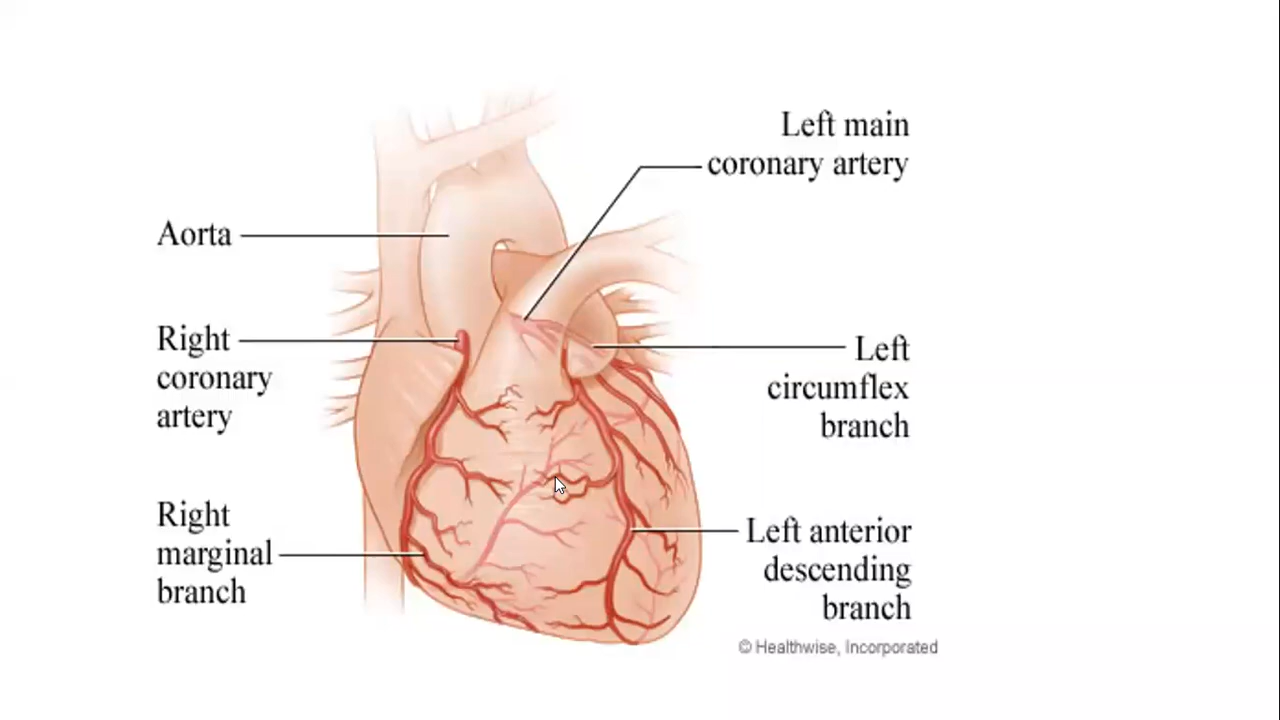 Left main
coronary artery
Aorta
Right
coronary
artery
Left
circumflex
branch
Right
marginal
branch
Left anterior
descending
branch
© Healthwise, Incorporated